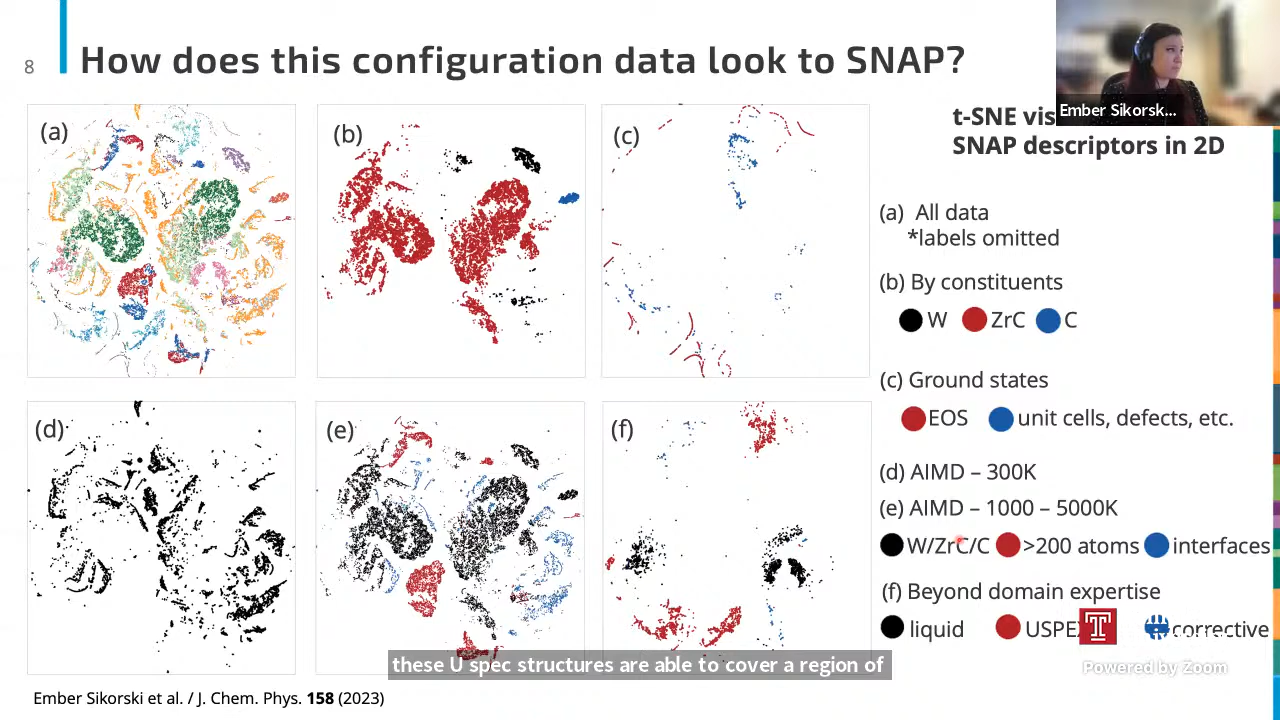 8
How does this configuration data look to SNAP?
Ember Sikorsk...
t-SNE vis
SNAP descriptors in 2D
(a)
(b)
(c)
(d)
(e)
(f)
(a) All data
*labels omitted
(b) By constituents
W ZrC C
(c) Ground states
EOS unit cells, defects, etc.
(d) AIMD – 300K
(e) AIMD – 1000 – 5000K
W/ZrC/C >200 atoms interfaces
(f) Beyond domain expertise
liquid USPE corrective
T
Powered by Zoom
these U spec structures are able to cover a region of
Ember Sikorski et al. / J. Chem. Phys. 158 (2023)